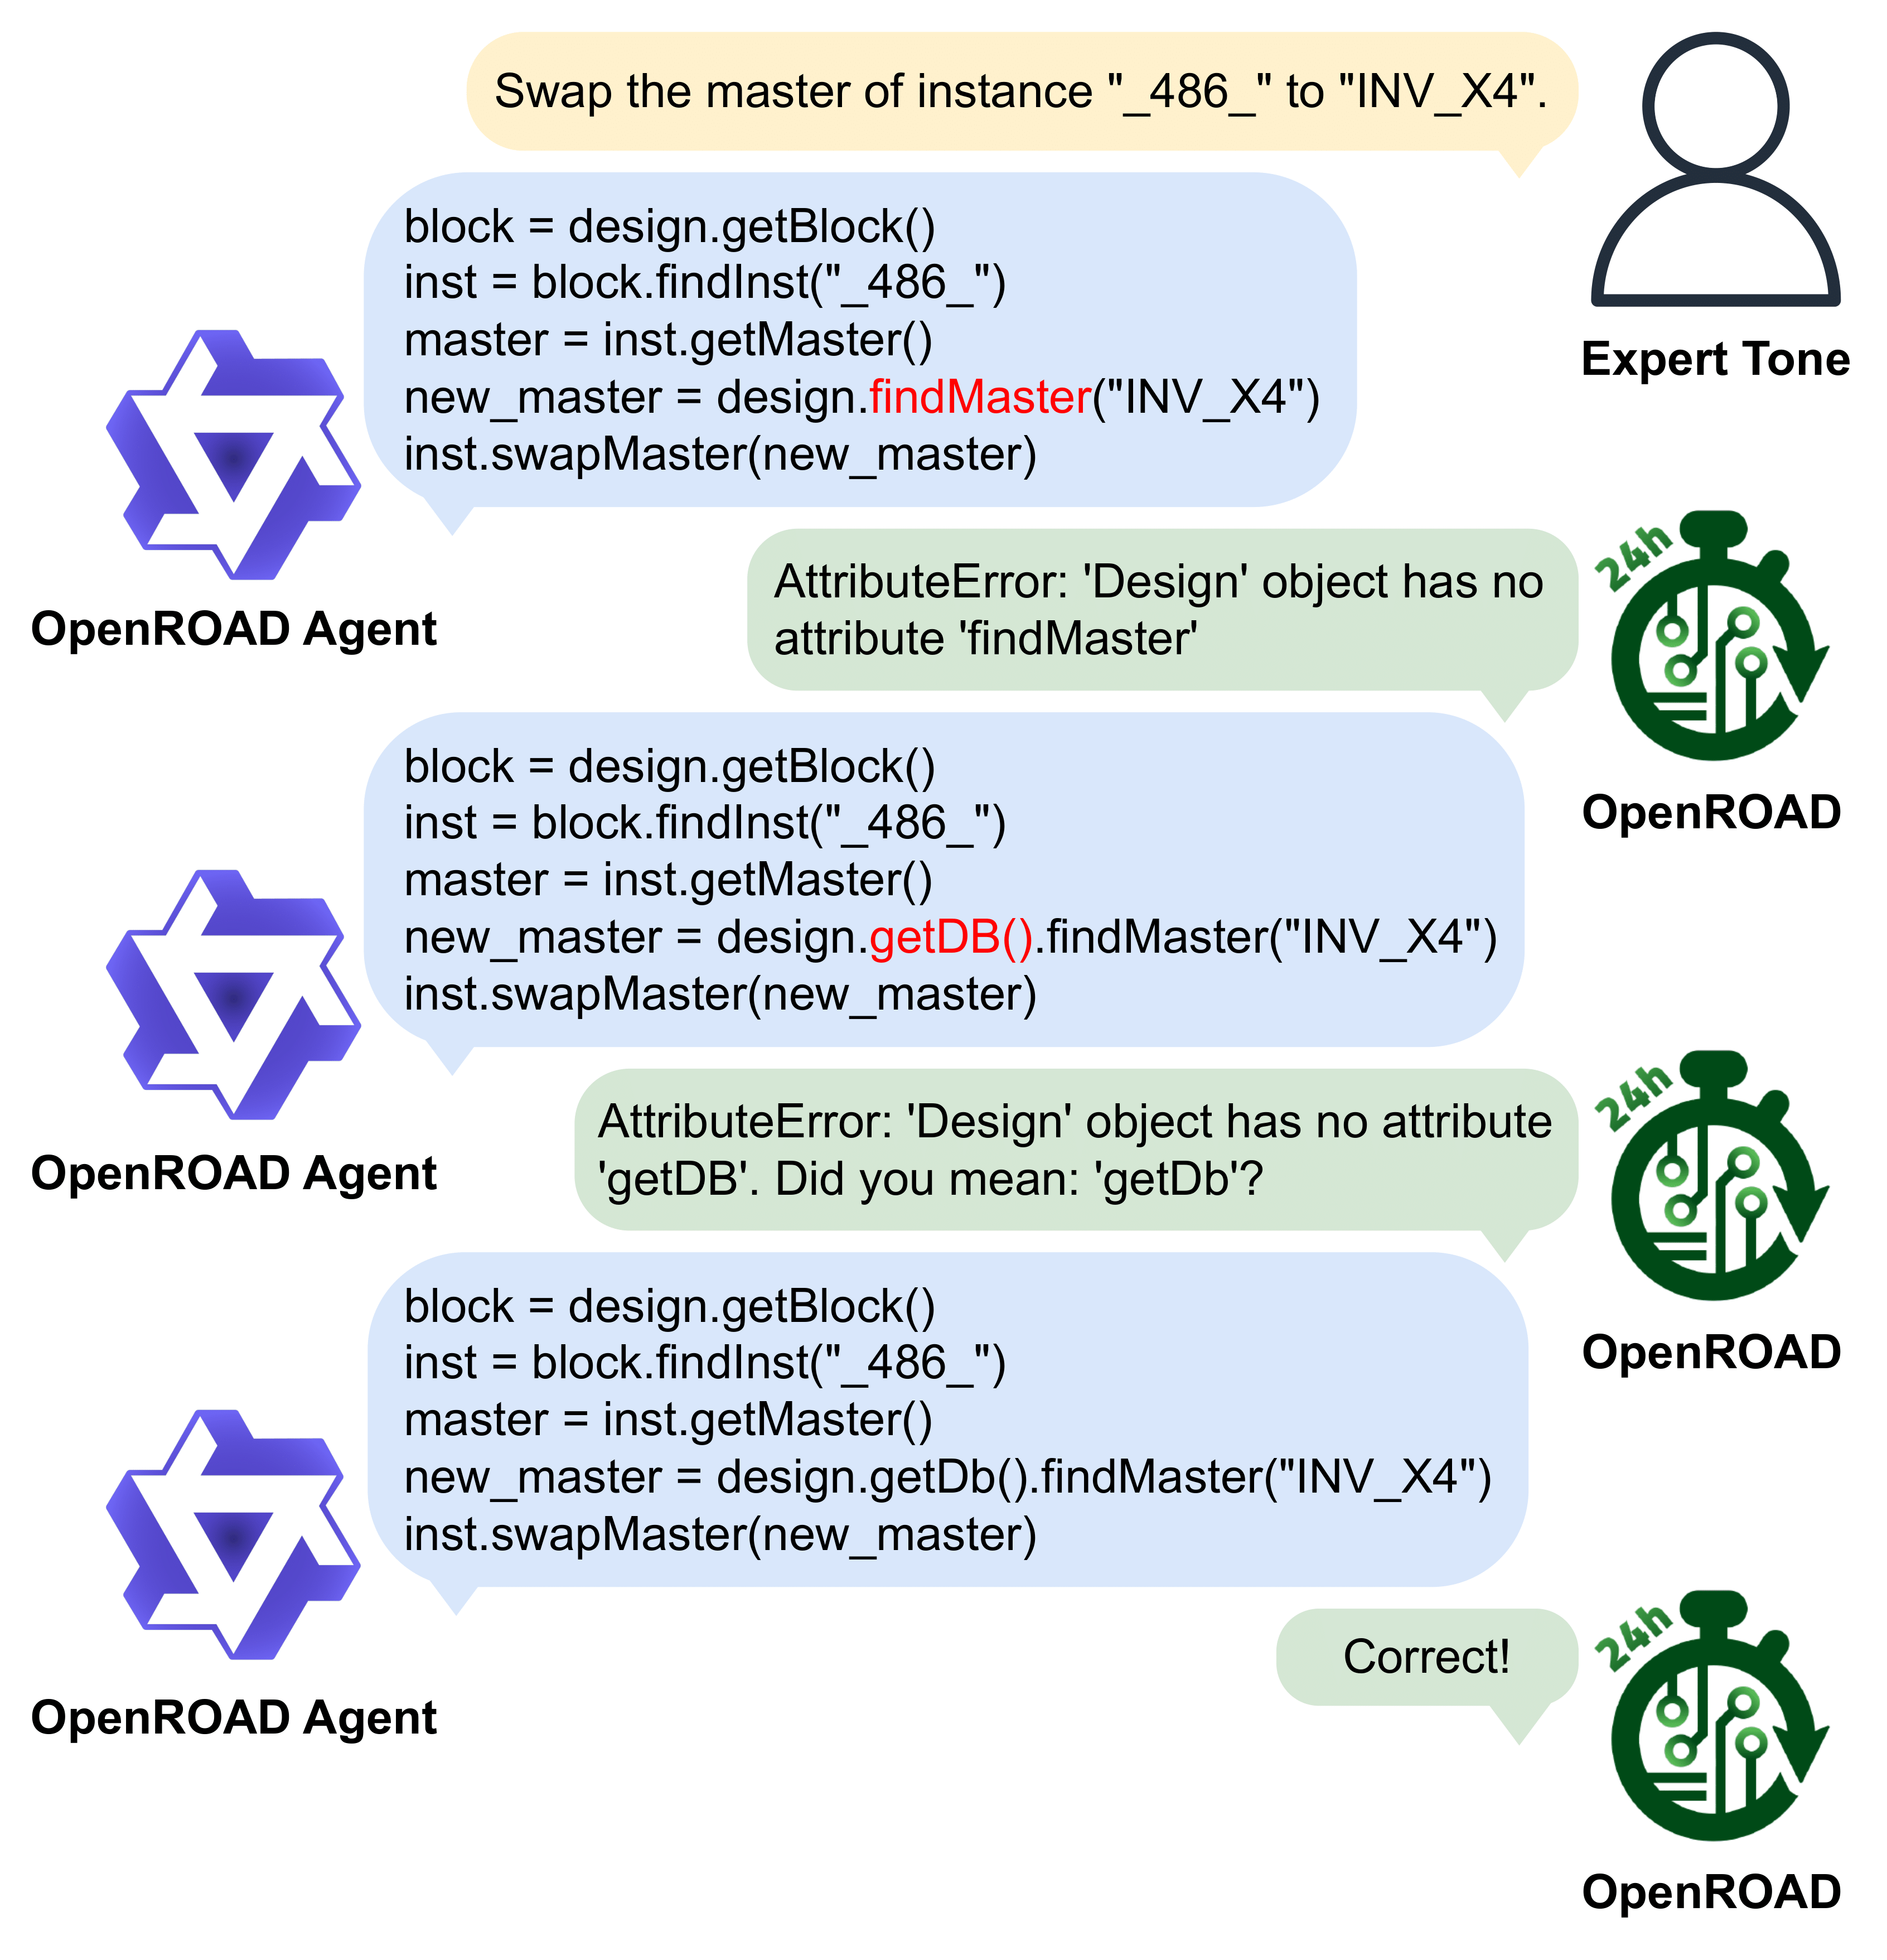 Swap the master of instance "_486_" to "INV_X4".
Expert Tone
block = design.getBlock()
inst = block.findInst("_486_")
master = inst.getMaster()
new_master = design.findMaster("INV_X4")
inst.swapMaster(new_master)
OpenROAD Agent
AttributeError: 'Design' object has no
attribute 'findMaster'
24h
OpenROAD
block = design.getBlock()
inst = block.findInst("_486_")
master = inst.getMaster()
new_master = design.getDB().findMaster("INV_X4")
inst.swapMaster(new_master)
OpenROAD Agent
AttributeError: 'Design' object has no attribute
'getDB'. Did you mean: 'getDb'?
24h
OpenROAD
block = design.getBlock()
inst = block.findInst("_486_")
master = inst.getMaster()
new_master = design.getDb().findMaster("INV_X4")
inst.swapMaster(new_master)
OpenROAD Agent
Correct!
24h
OpenROAD